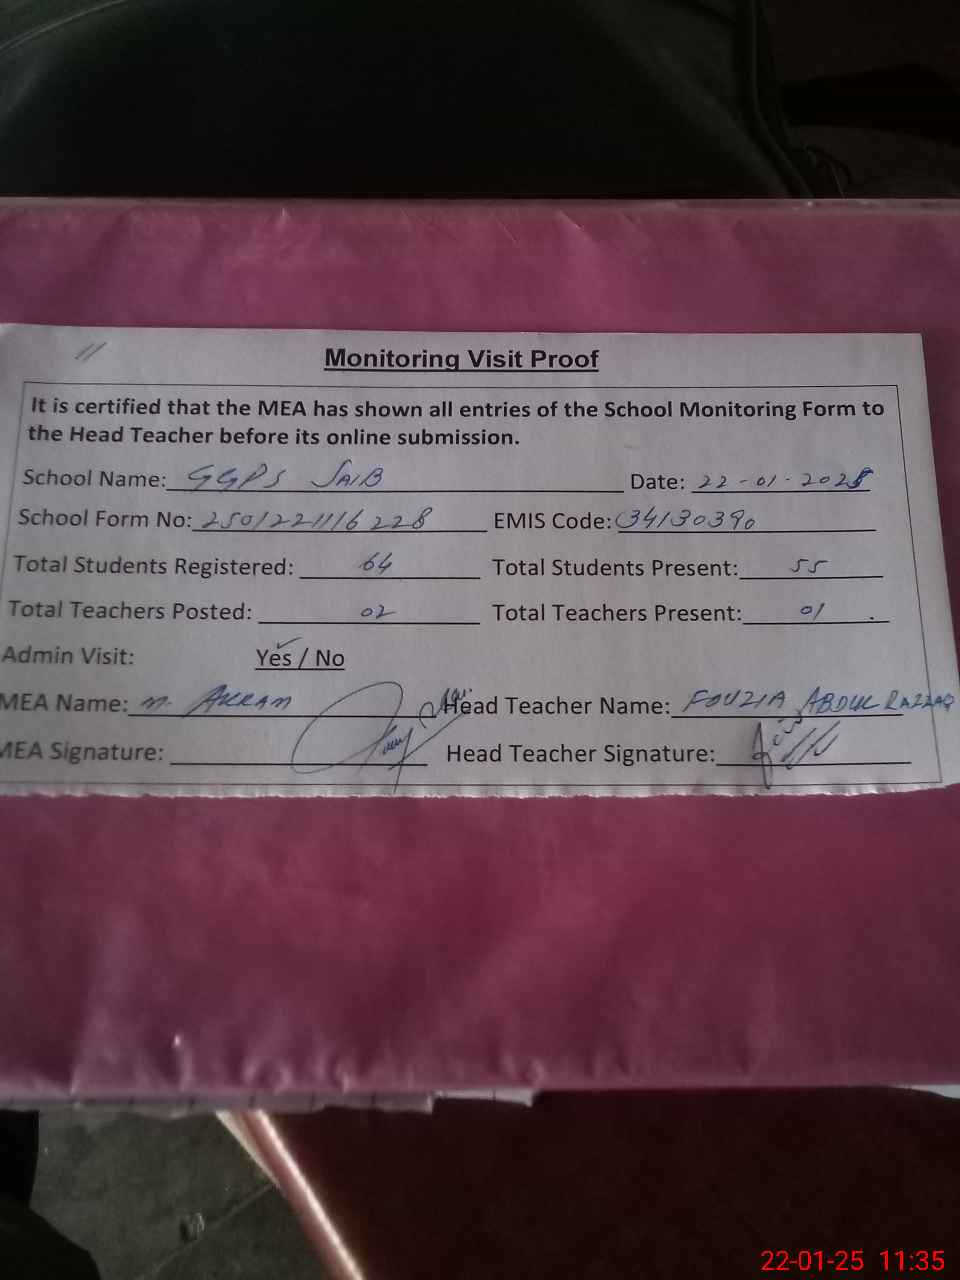 11
Monitoring Visit Proof
It is certified that the MEA has shown all entries of the School Monitoring Form to
the Head Teacher before its online submission.
School Name: GGPS SAIB Date: 22-01-2025
School Form No: 2501221116228 EMIS Code: 34130390
Total Students Registered: 64 Total Students Present: 55
Total Teachers Posted: 02 Total Teachers Present: 01
Admin Visit: Yes / No
MEA Name: M. AKRAM Head Teacher Name: FOUZIA ABDUL RAZZAQ
MEA Signature: Head Teacher Signature:
22-01-25 11:35